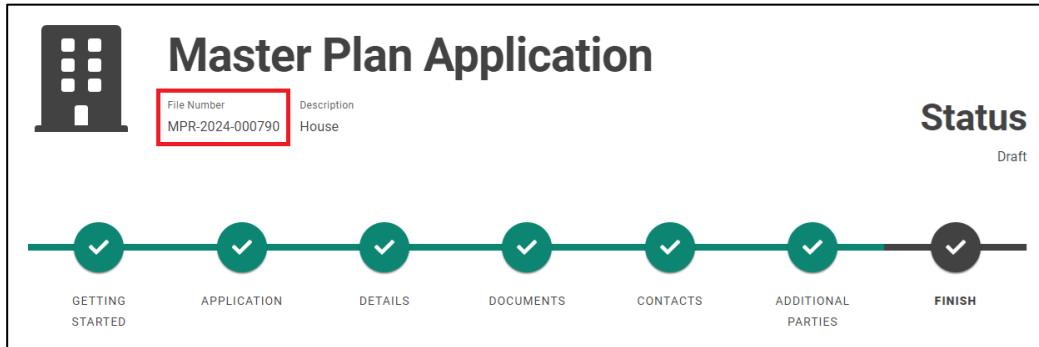 Master Plan Application
File Number
MPR-2024-000790
Description
House
Status
Draft
GETTING
STARTED
APPLICATION
DETAILS
DOCUMENTS
CONTACTS
ADDITIONAL
PARTIES
FINISH